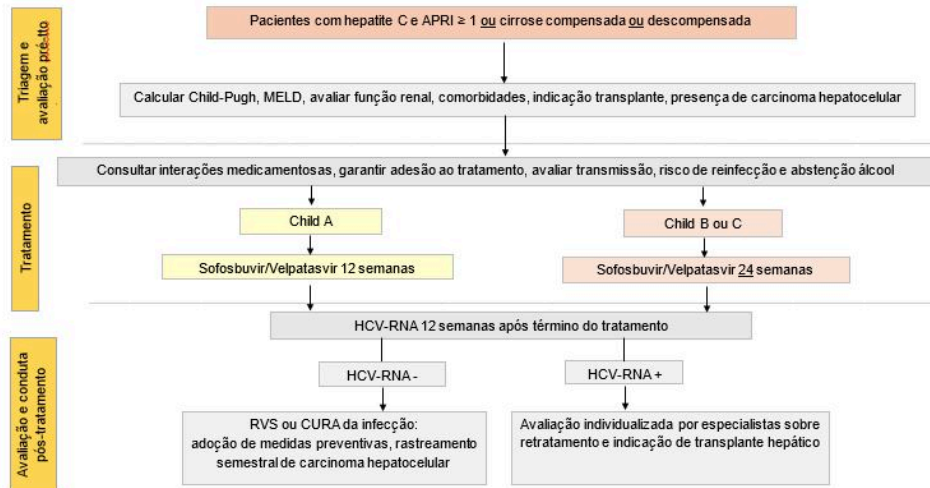 Triagem e
avaliação pré-tto
Pacientes com hepatite C e APRI ≥ 1 ou cirrose compensada ou descompensada
Calcular Child-Pugh, MELD, avaliar função renal, comorbidades, indicação transplante, presença de carcinoma hepatocelular
Tratamento
Consultar interações medicamentosas, garantir adesão ao tratamento, avaliar transmissão, risco de reinfecção e abstenção álcool
Child A
Child B ou C
Sofosbuvir/Velpatasvir 12 semanas
Sofosbuvir/Velpatasvir 24 semanas
Avaliação e conduta
pós-tratamento
HCV-RNA 12 semanas após término do tratamento
HCV-RNA -
HCV-RNA +
RVS ou CURA da infecção:
adoção de medidas preventivas, rastreamento
semestral de carcinoma hepatocelular
Avaliação individualizada por especialistas sobre
retratamento e indicação de transplante hepático